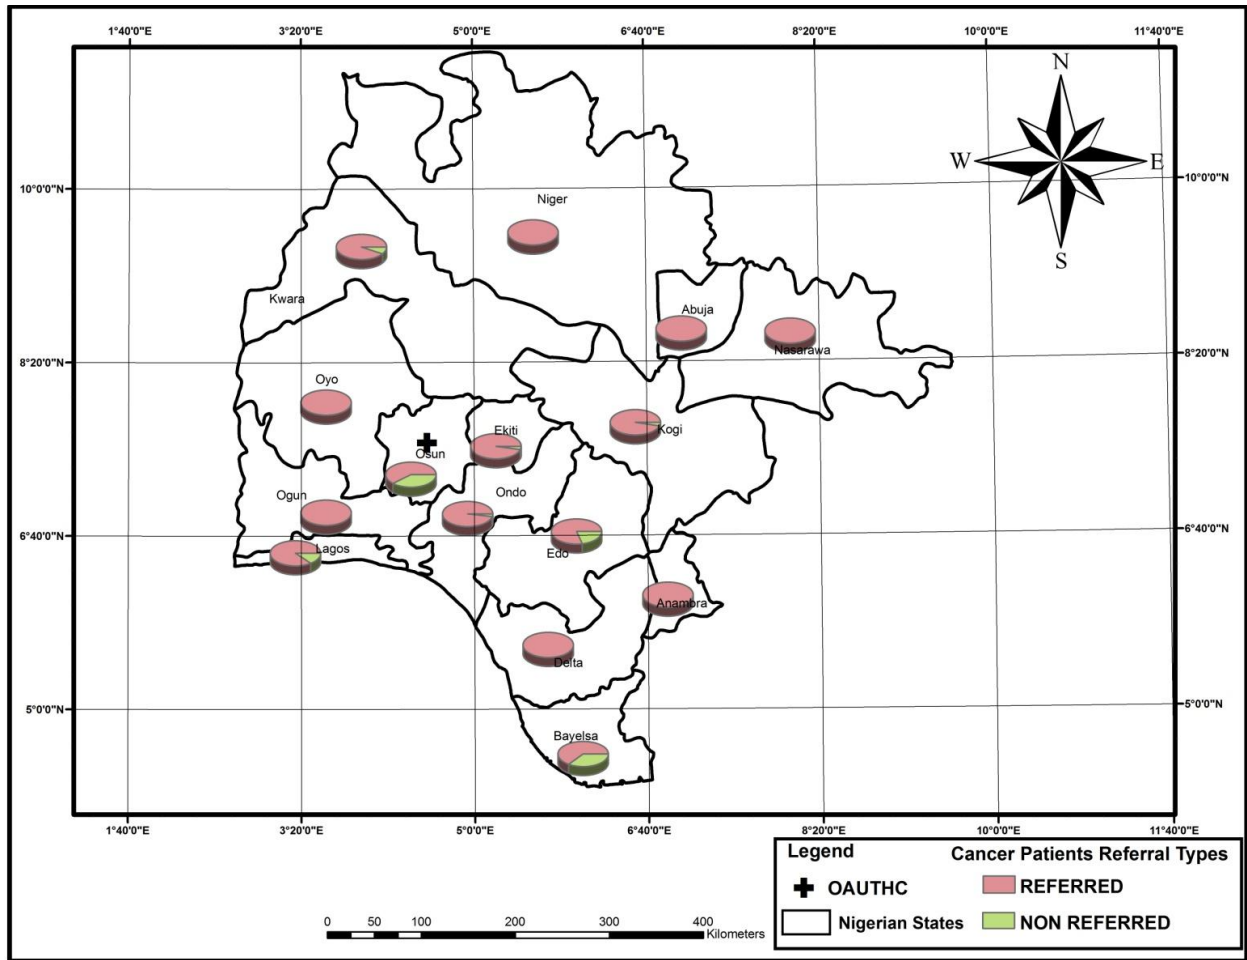 1°40'0"E 3°20'0"E 5°0'0"E 6°40'0"E 8°20'0"E 10°0'0"E 11°40'0"E
N
W E
S
10°0'0"N 10°0'0"N
Niger
Kwara
Abuja
Nasarawa
8°20'0"N 8°20'0"N
Oyo
Kogi
Ekiti
Osun
Ogun
Ondo
6°40'0"N 6°40'0"N
Lagos
Edo
Anambra
Delta
5°0'0"N 5°0'0"N
Bayelsa
1°40'0"E 3°20'0"E 5°0'0"E 6°40'0"E 8°20'0"E 10°0'0"E 11°40'0"E
Legend
OAUTHC
Nigerian States
Cancer Patients Referral Types
REFERRED
NON REFERRED
0 50 100 200 300 400
Kilometers